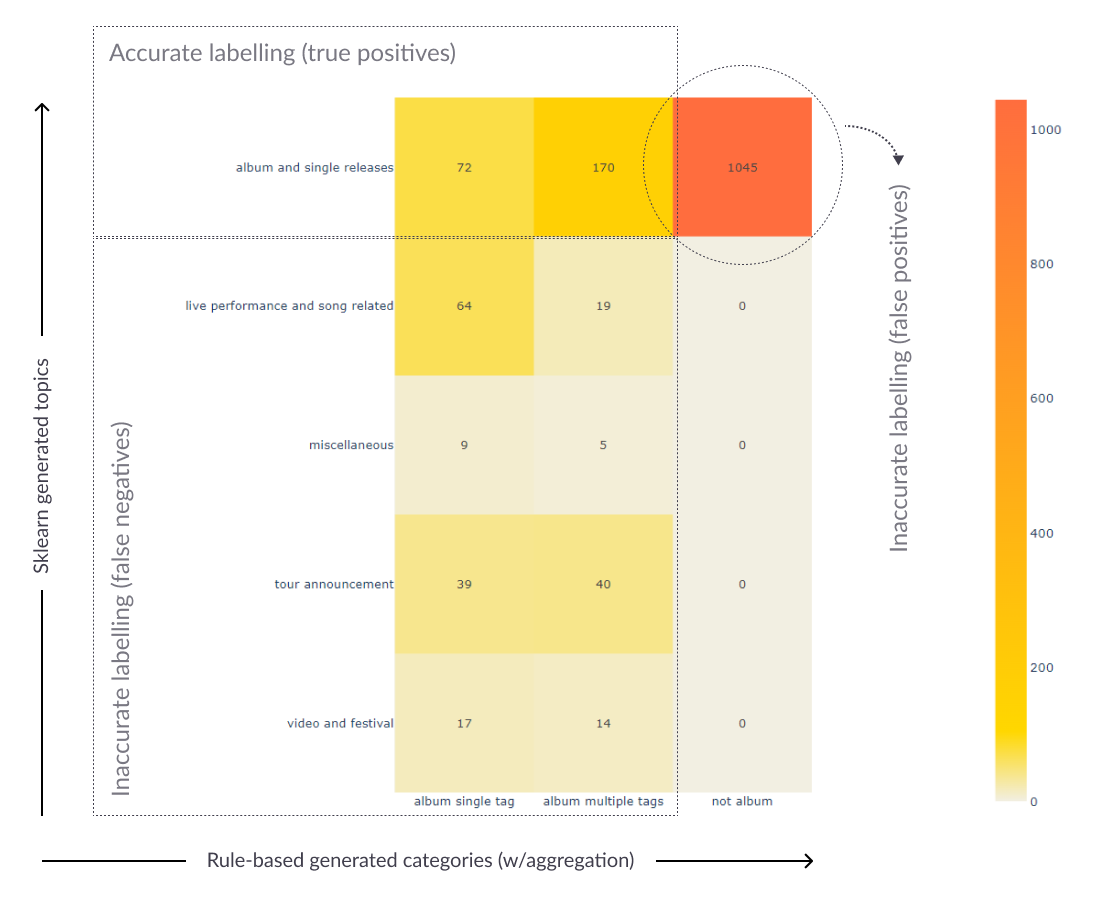 Accurate labelling (true positives)
album and single releases
72
170
1045
live performance and song related
64
19
0
miscellaneous
9
5
0
tour announcement
39
40
0
video and festival
17
14
0
album single tag
album multiple tags
not album
Sklearn generated topics
Inaccurate labelling (false negatives)
Inaccurate labelling (false positives)
1000
800
600
400
200
0
Rule-based generated categories (w/aggregation)